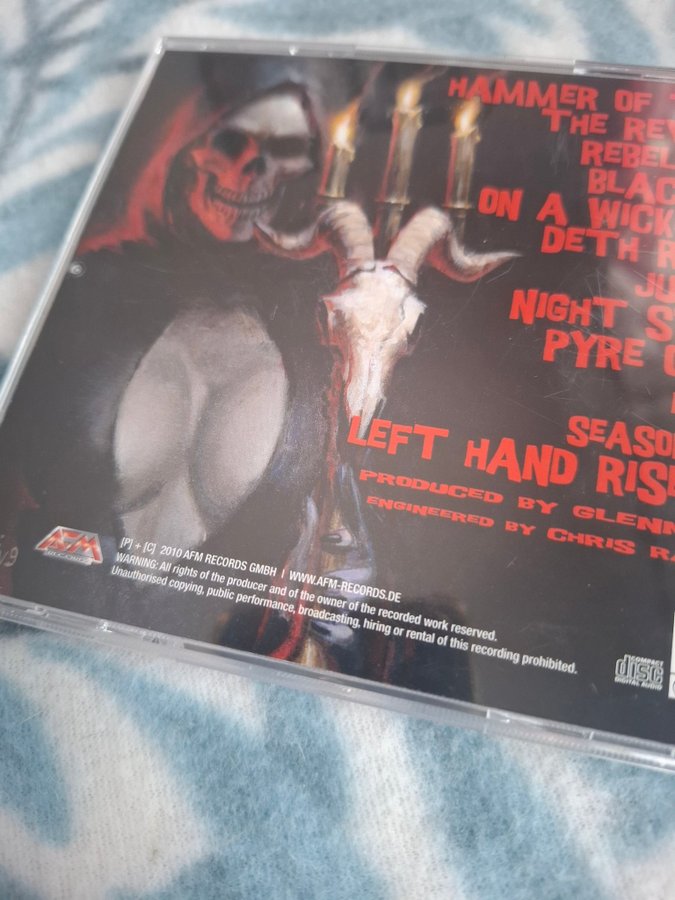 HAMMER OF
THE REV
REBEL
BLAC
ON A WICK
DETH R
JU
NIGHT S
PYRE
SEASO
LEFT HAND RISE
PRODUCED BY GLENN
ENGINEERED BY CHRIS RA
AFM
RECORDS
[P] + [C] 2010 AFM RECORDS GMBH | WWW.AFM-RECORDS.DE
WARNING: All rights of the producer and of the owner of the recorded work reserved.
Unauthorised copying, public performance, broadcasting, hiring or rental of this recording prohibited.
COMPACT
disc
DIGITAL AUDIO